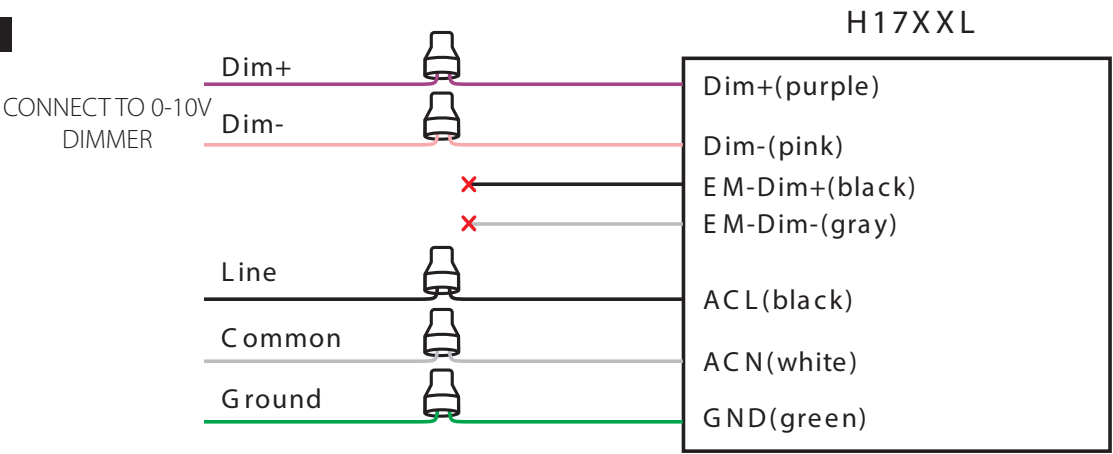 H17XXL
Dim+
Dim+(purple)
CONNECT TO 0-10V
DIMMER
Dim-
Dim-(pink)
EM-Dim+(black)
EM-Dim-(gray)
Line
ACL(black)
Common
ACN(white)
Ground
GND(green)